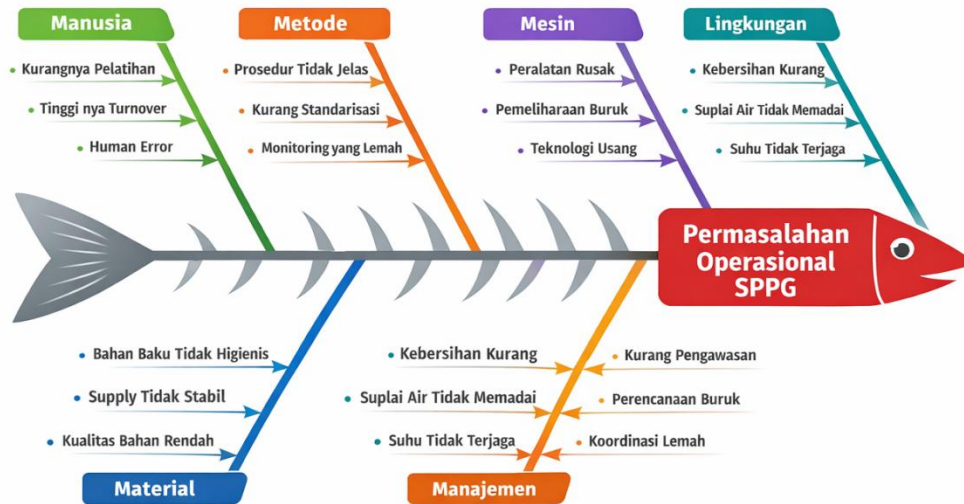 Manusia
Metode
Mesin
Lingkungan
Kurangnya Pelatihan
Tinggi nya Turnover
Human Error
Prosedur Tidak Jelas
Kurang Standarisasi
Monitoring yang Lemah
Peralatan Rusak
Pemeliharaan Buruk
Teknologi Usang
Kebersihan Kurang
Suplai Air Tidak Memadai
Suhu Tidak Terjaga
Permasalahan
Operasional
SPPG
Bahan Baku Tidak Higienis
Supply Tidak Stabil
Kualitas Bahan Rendah
Kebersihan Kurang
Suplai Air Tidak Memadai
Suhu Tidak Terjaga
Kurang Pengawasan
Perencanaan Buruk
Koordinasi Lemah
Material
Manajemen